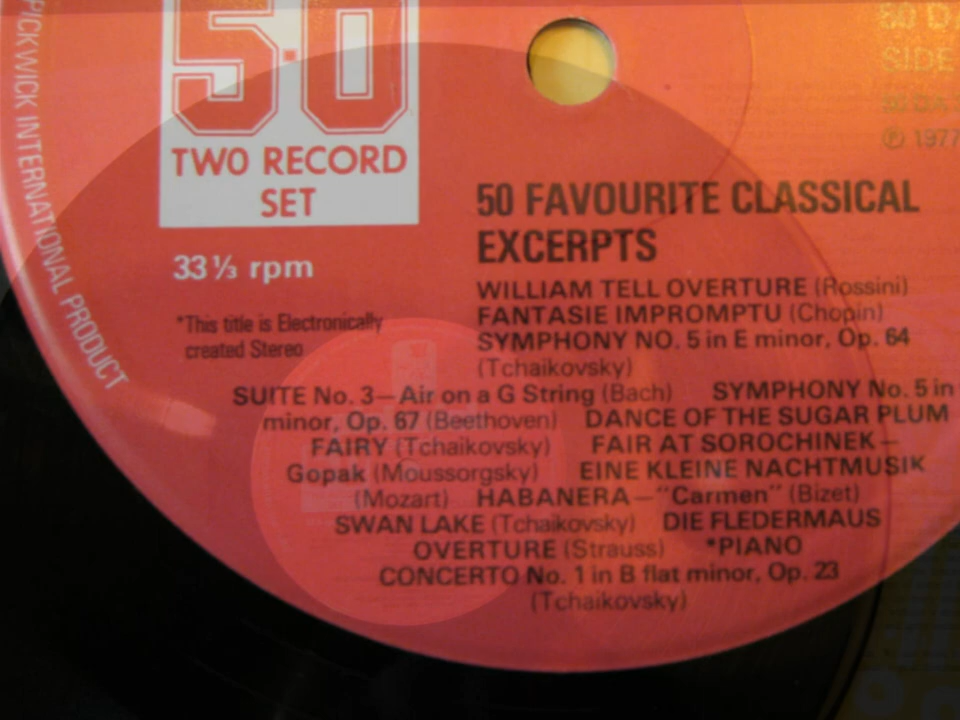 PICKWICK INTERNATIONAL PRODUCT
50
TWO RECORD
SET
33⅓ rpm
*This title is Electronically
created Stereo
50 D
SIDE
℗ 1977
50 FAVOURITE CLASSICAL
EXCERPTS
WILLIAM TELL OVERTURE (Rossini)
FANTASIE IMPROMPTU (Chopin)
SYMPHONY NO. 5 in E minor, Op. 64
(Tchaikovsky)
SUITE No. 3—Air on a G String (Bach) SYMPHONY No. 5 in
minor, Op. 67 (Beethoven) DANCE OF THE SUGAR PLUM
FAIRY (Tchaikovsky) FAIR AT SOROCHINEK—
Gopak (Moussorgsky) EINE KLEINE NACHTMUSIK
(Mozart) HABANERA—"Carmen" (Bizet)
SWAN LAKE (Tchaikovsky) DIE FLEDERMAUS
OVERTURE (Strauss) *PIANO
CONCERTO No. 1 in B flat minor, Op. 23
(Tchaikovsky)